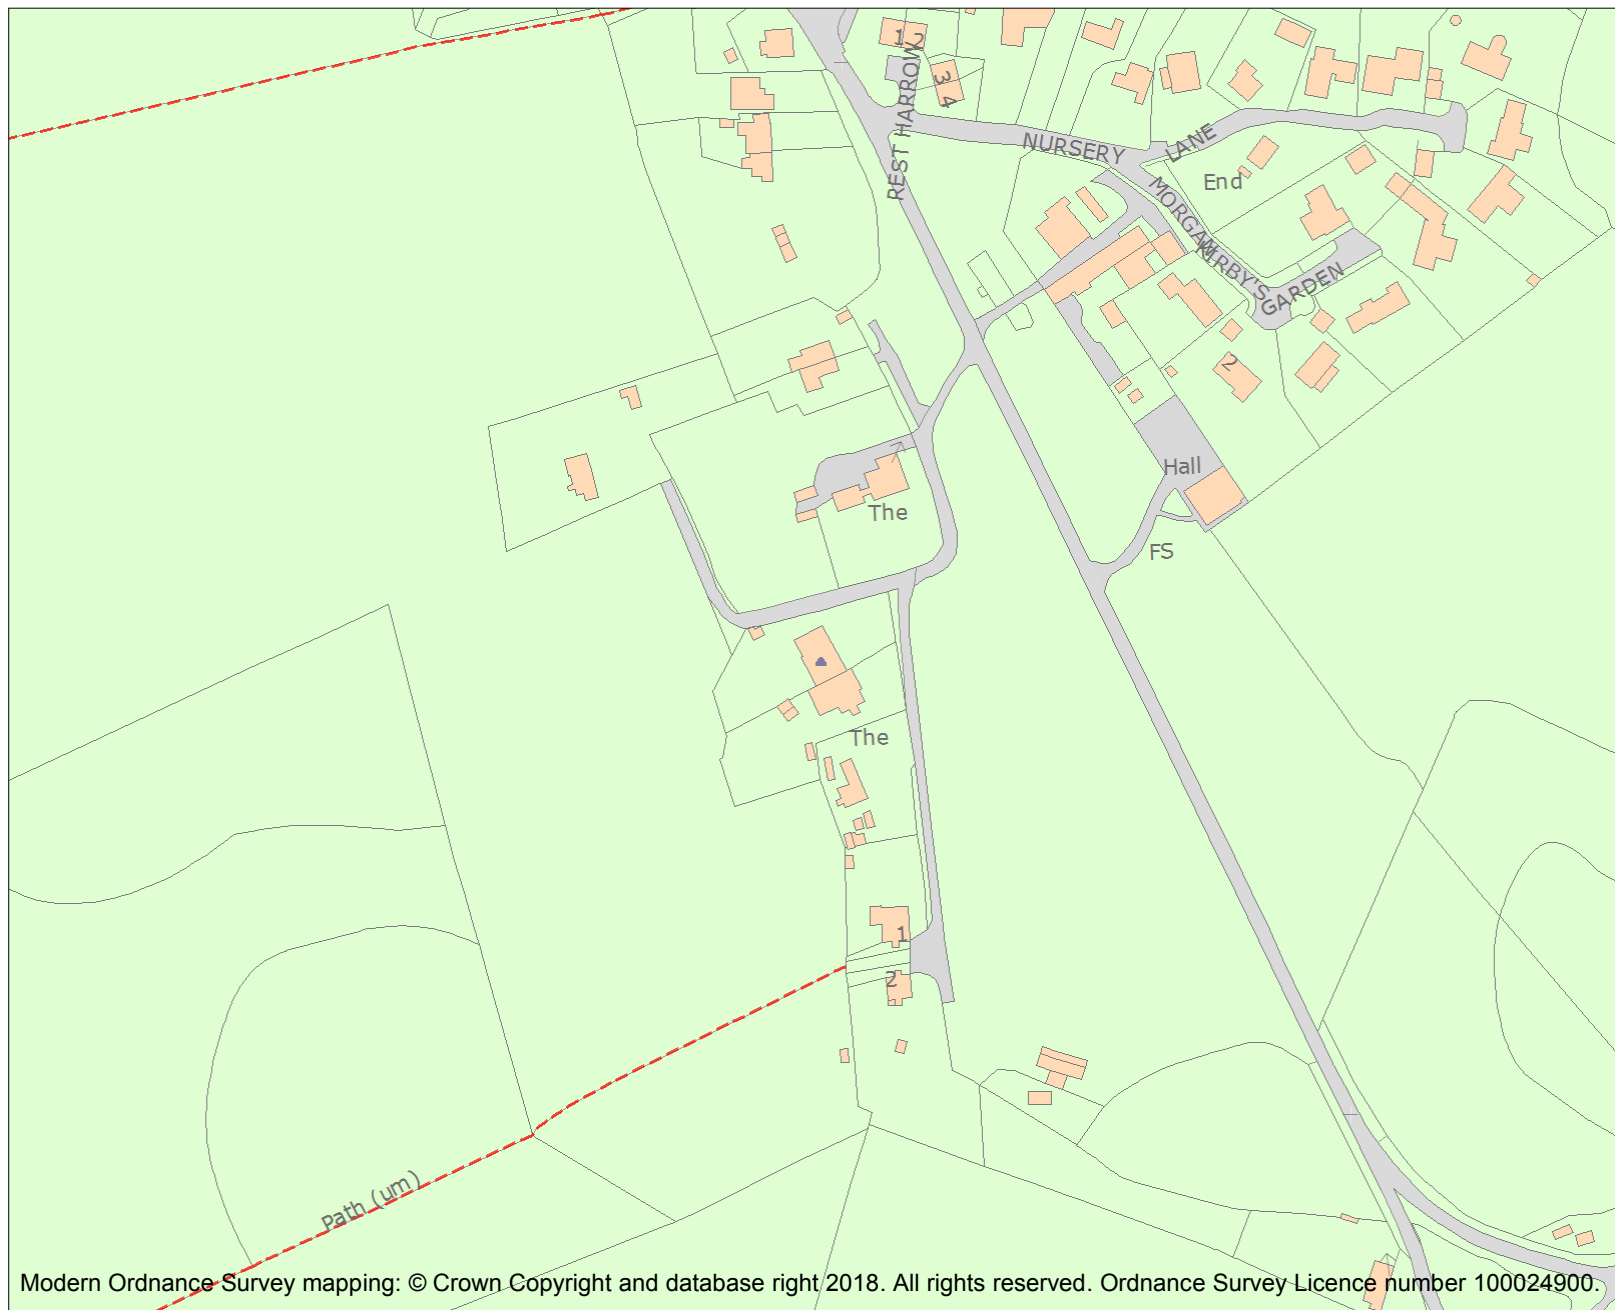 1 2
3 4
REST HARROW
NURSERY
LANE
End
MORGAN
KIRBY'S
GARDEN
2
Hall
The
FS
The
1
2
Path (um)
Modern Ordnance Survey mapping: © Crown Copyright and database right 2018. All rights reserved. Ordnance Survey Licence number 100024900.